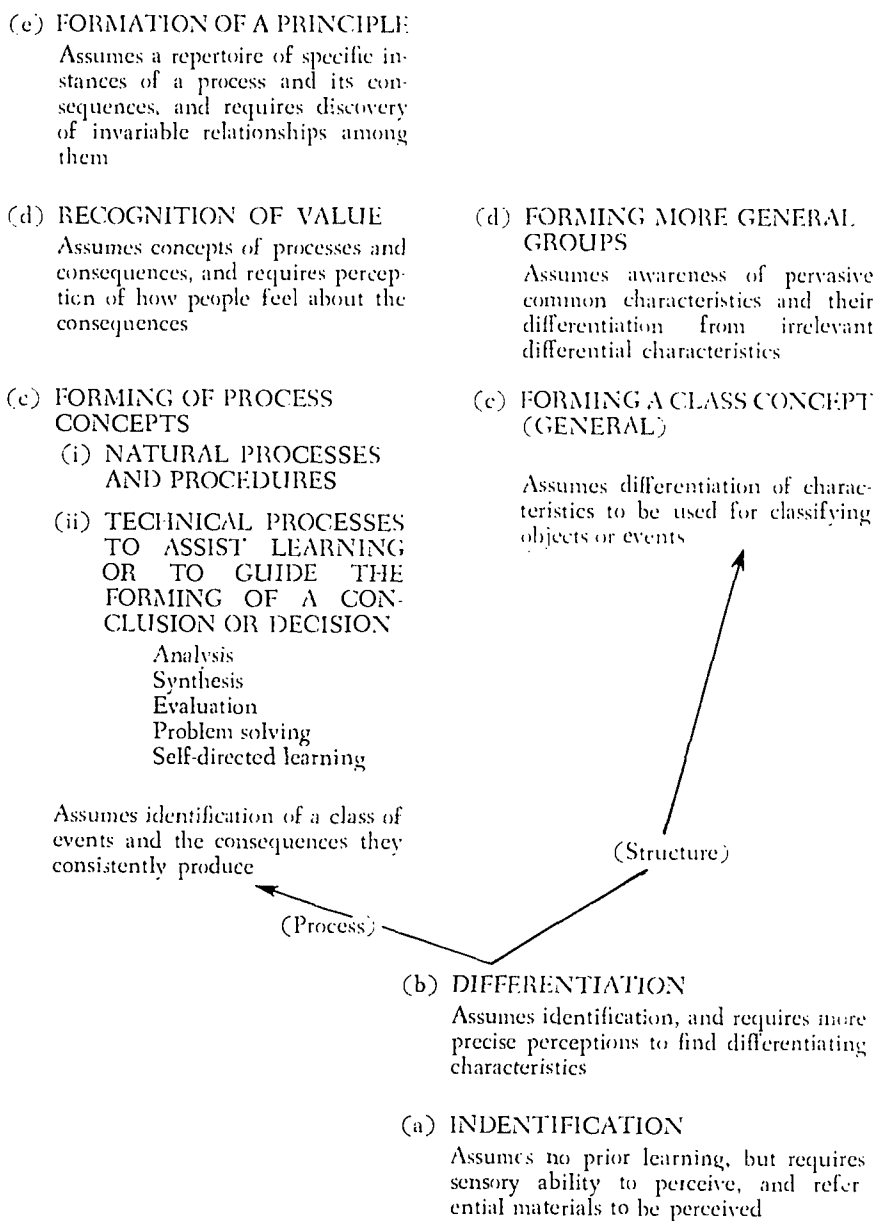 (e) FORMATION OF A PRINCIPLE
Assumes a repertoire of specific in-
stances of a process and its con-
sequences, and requires discovery
of invariable relationships among
them
(d) RECOGNITION OF VALUE
Assumes concepts of processes and
consequences, and requires percep-
tion of how people feel about the
consequences
(d) FORMING MORE GENERAL
GROUPS
Assumes awareness of pervasive
common characteristics and their
differentiation from irrelevant
differential characteristics
(c) FORMING OF PROCESS
CONCEPTS
(i) NATURAL PROCESSES
AND PROCEDURES
(ii) TECHNICAL PROCESSES
TO ASSIST LEARNING
OR TO GUIDE THE
FORMING OF A CON-
CLUSION OR DECISION
Analysis
Synthesis
Evaluation
Problem solving
Self-directed learning
Assumes identification of a class of
events and the consequences they
consistently produce
(c) FORMING A CLASS CONCEPT
(GENERAL)
Assumes differentiation of charac-
teristics to be used for classifying
objects or events
(Structure)
(Process)
(b) DIFFERENTIATION
Assumes identification, and requires more
precise perceptions to find differentiating
characteristics
(a) INDENTIFICATION
Assumes no prior learning, but requires
sensory ability to perceive, and refer
ential materials to be perceived